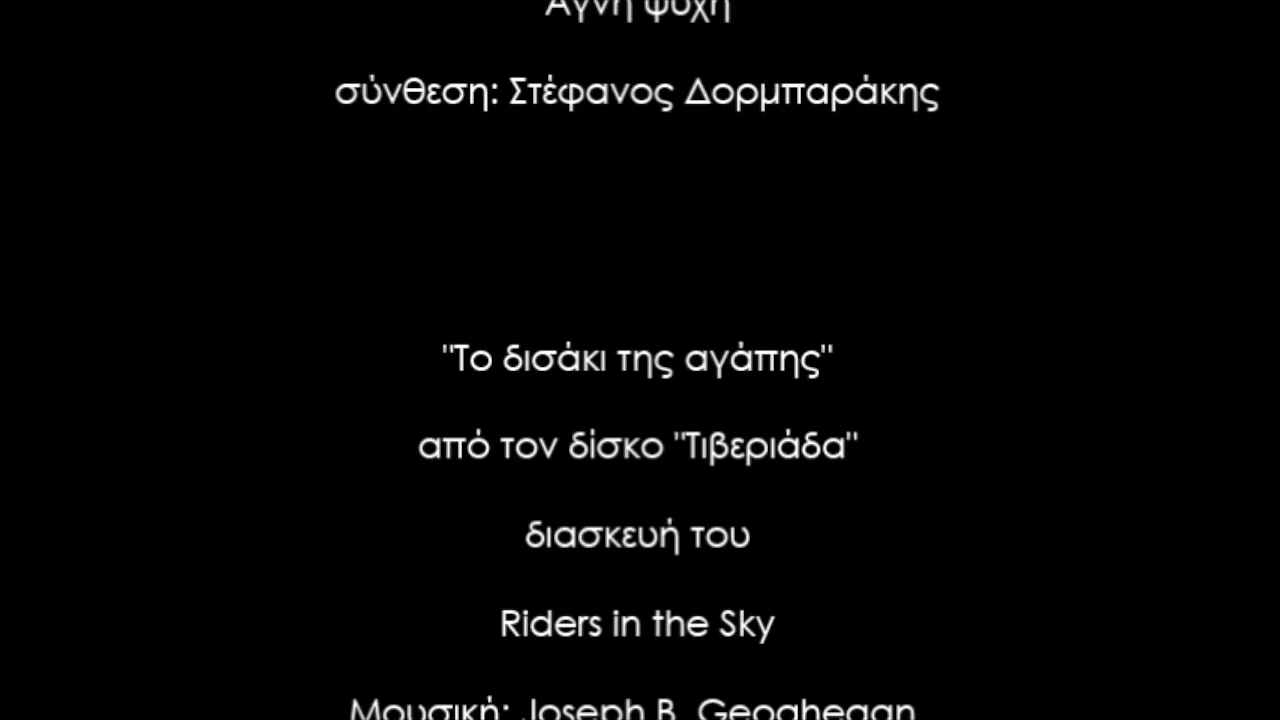 Αγνή ψυχή
σύνθεση: Στέφανος Δορμπαράκης
"Το δισάκι της αγάπης"
από τον δίσκο "Τιβεριάδα"
διασκευή του
Riders in the Sky
Μουσική: Joseph B. Geoghegan